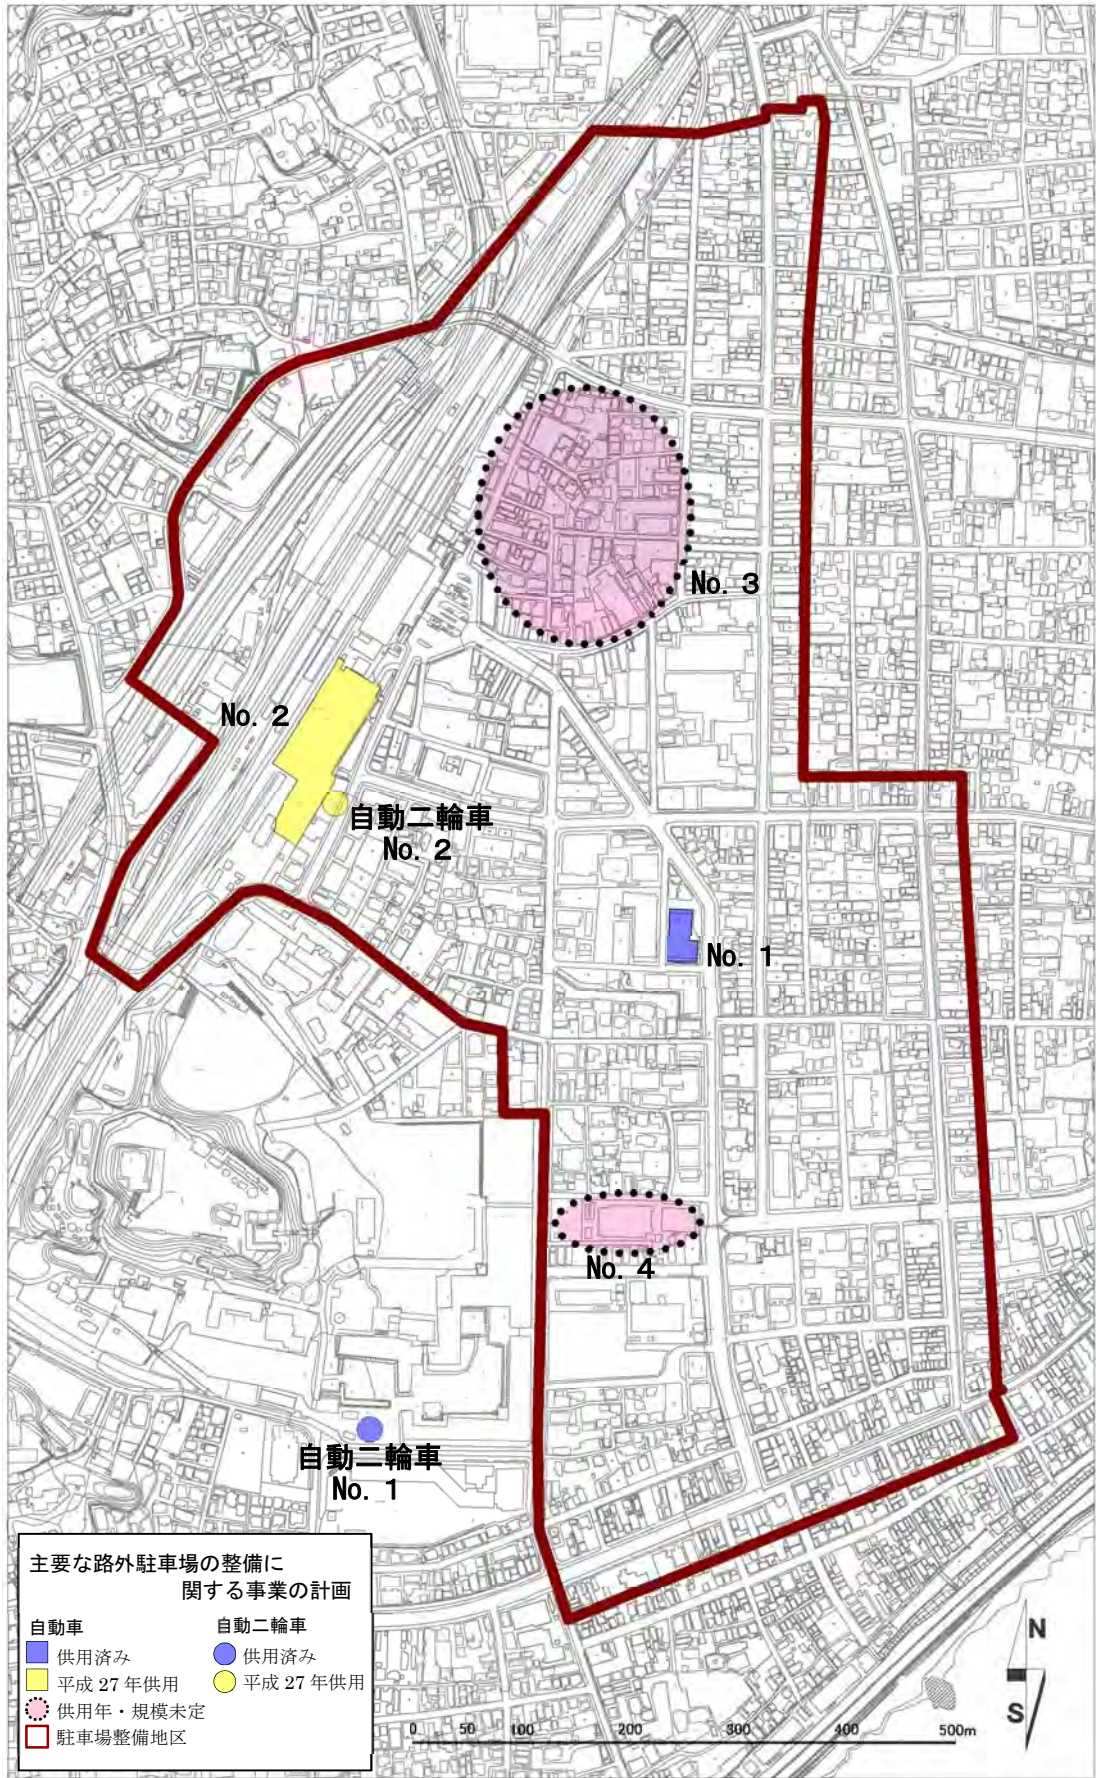 No. 3
No. 2
自動二輪車
No. 2
No. 1
No. 4
自動二輪車
No. 1
主要な路外駐車場の整備に
関する事業の計画
自動車
自動二輪車
供用済み
供用済み
平成 27 年供用
平成 27 年供用
供用年・規模未定
駐車場整備地区
0 50 100 200 300 400 500m
N
S